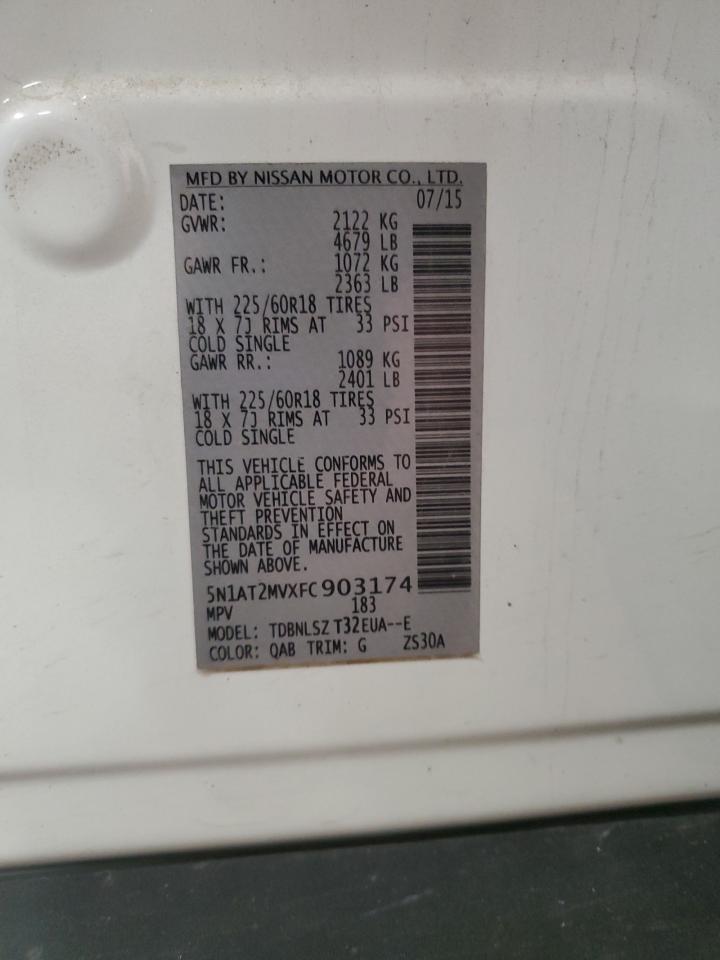 MFD BY NISSAN MOTOR CO., LTD.
DATE: 07/15
GVWR: 2122 KG
4679 LB
GAWR FR.: 1072 KG
2363 LB
WITH 225/60R18 TIRES
18 X 7J RIMS AT 33 PSI
COLD SINGLE
GAWR RR.: 1089 KG
2401 LB
WITH 225/60R18 TIRES
18 X 7J RIMS AT 33 PSI
COLD SINGLE
THIS VEHICLE CONFORMS TO
ALL APPLICABLE FEDERAL
MOTOR VEHICLE SAFETY AND
THEFT PREVENTION
STANDARDS IN EFFECT ON
THE DATE OF MANUFACTURE
SHOWN ABOVE.
5N1AT2MVXFC903174
MPV 183
MODEL: TDBNLSZ T32EUA--E
COLOR: QAB TRIM: G ZS30A